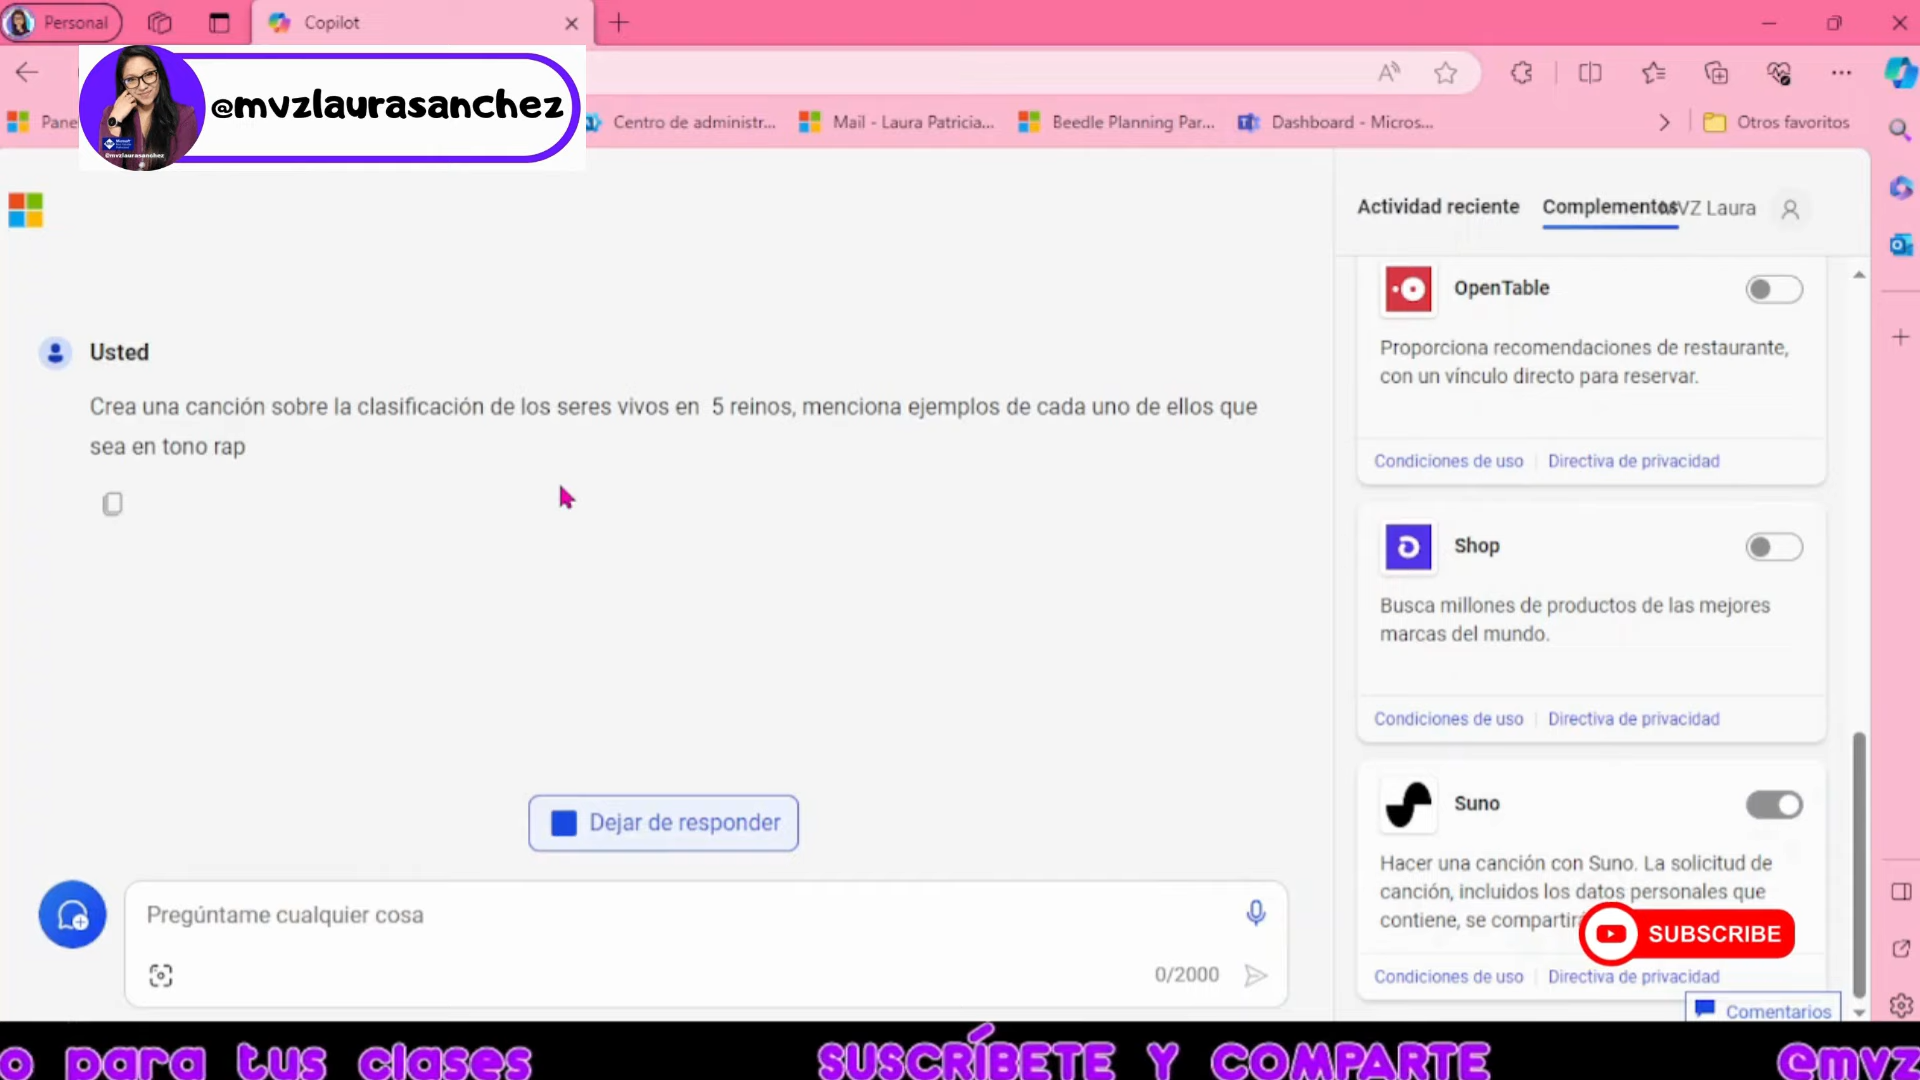 Personal
Copilot
@mvzlaurasanchez
Pane
Centro de administr...
Mail - Laura Patricia...
Beedle Planning Par...
Dashboard - Micros...
Otros favoritos
Actividad reciente
Complementos
MVZ Laura
Usted
Crea una canción sobre la clasificación de los seres vivos en 5 reinos, menciona ejemplos de cada uno de ellos que
sea en tono rap
OpenTable
Proporciona recomendaciones de restaurante,
con un vínculo directo para reservar.
Condiciones de uso
Directiva de privacidad
Shop
Busca millones de productos de las mejores
marcas del mundo.
Condiciones de uso
Directiva de privacidad
Suno
Hacer una canción con Suno. La solicitud de
canción, incluidos los datos personales que
contiene, se compartirá
SUBSCRIBE
Condiciones de uso
Directiva de privacidad
Dejar de responder
Pregúntame cualquier cosa
0/2000
Comentarios
o para tus clases
SUSCRÍBETE Y COMPARTE
@mvz